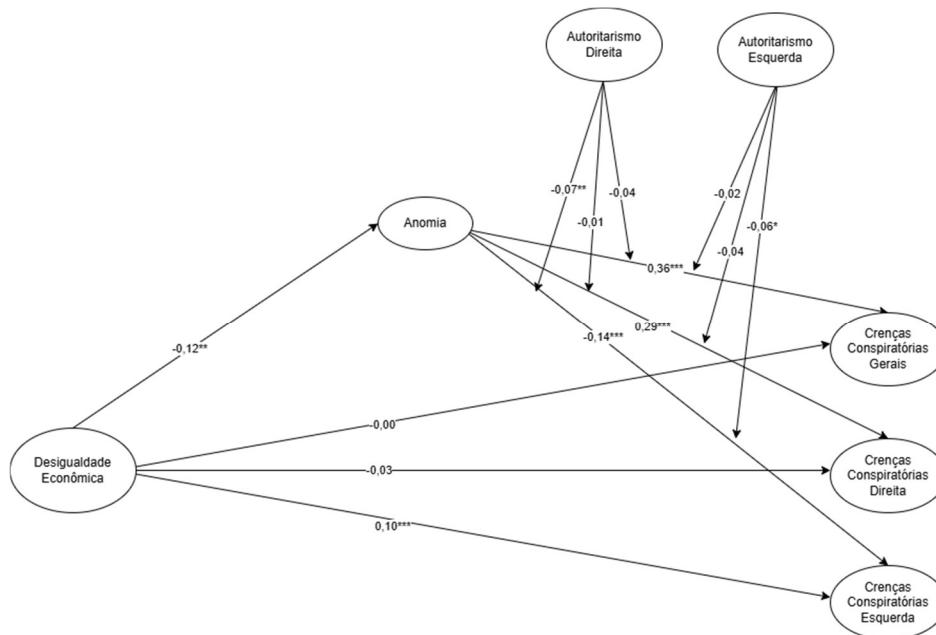 Autoritarismo
Direita
Autoritarismo
Esquerda
-0,07**
-0,04
-0,01
-0,02
-0,06*
-0,04
Anomia
0,36***
0,29***
-0,14***
Crenças
Conspiratórias
Gerais
-0,12**
-0,00
Desigualdade
Econômica
-0,03
Crenças
Conspiratórias
Direita
0,10***
Crenças
Conspiratórias
Esquerda